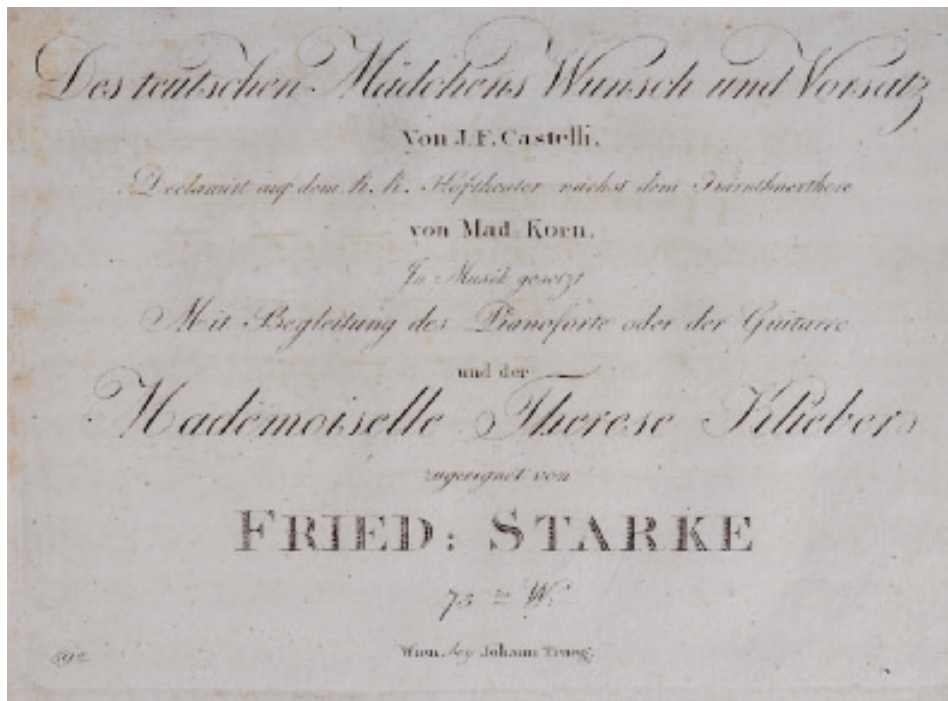 Des teutschen Mädchens Wunsch und Vorsatz
Von J.F. Castelli.
Declamirt auf dem k. k. Hoftheater nächst dem Kärnthnerthore
von Mad. Korn.
In Musik gesetzt
Mit Begleitung des Pianoforte oder der Guitarre
und der
Mademoiselle Therese Klieber
zugeeignet von
FRIED: STARKE
75 W.
Wien, bey Johann Traeg.